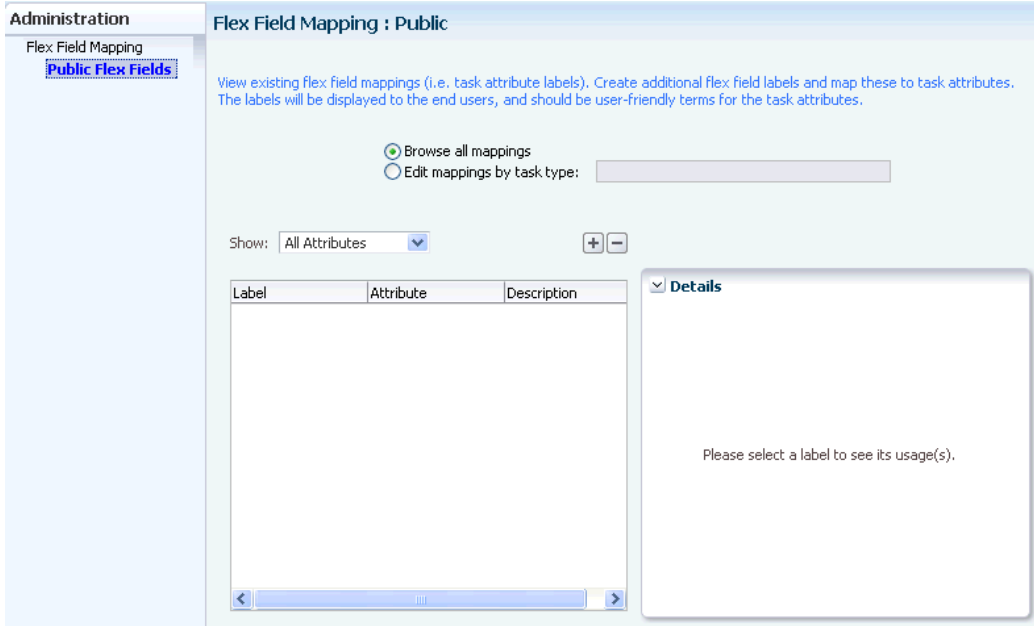 Administration
Flex Field Mapping
Public Flex Fields
Flex Field Mapping : Public
View existing flex field mappings (i.e. task attribute labels). Create additional flex field labels and map these to task attributes.
The labels will be displayed to the end users, and should be user-friendly terms for the task attributes.
Browse all mappings
Edit mappings by task type:
Show: All Attributes
Label Attribute Description
Details
Please select a label to see its usage(s).